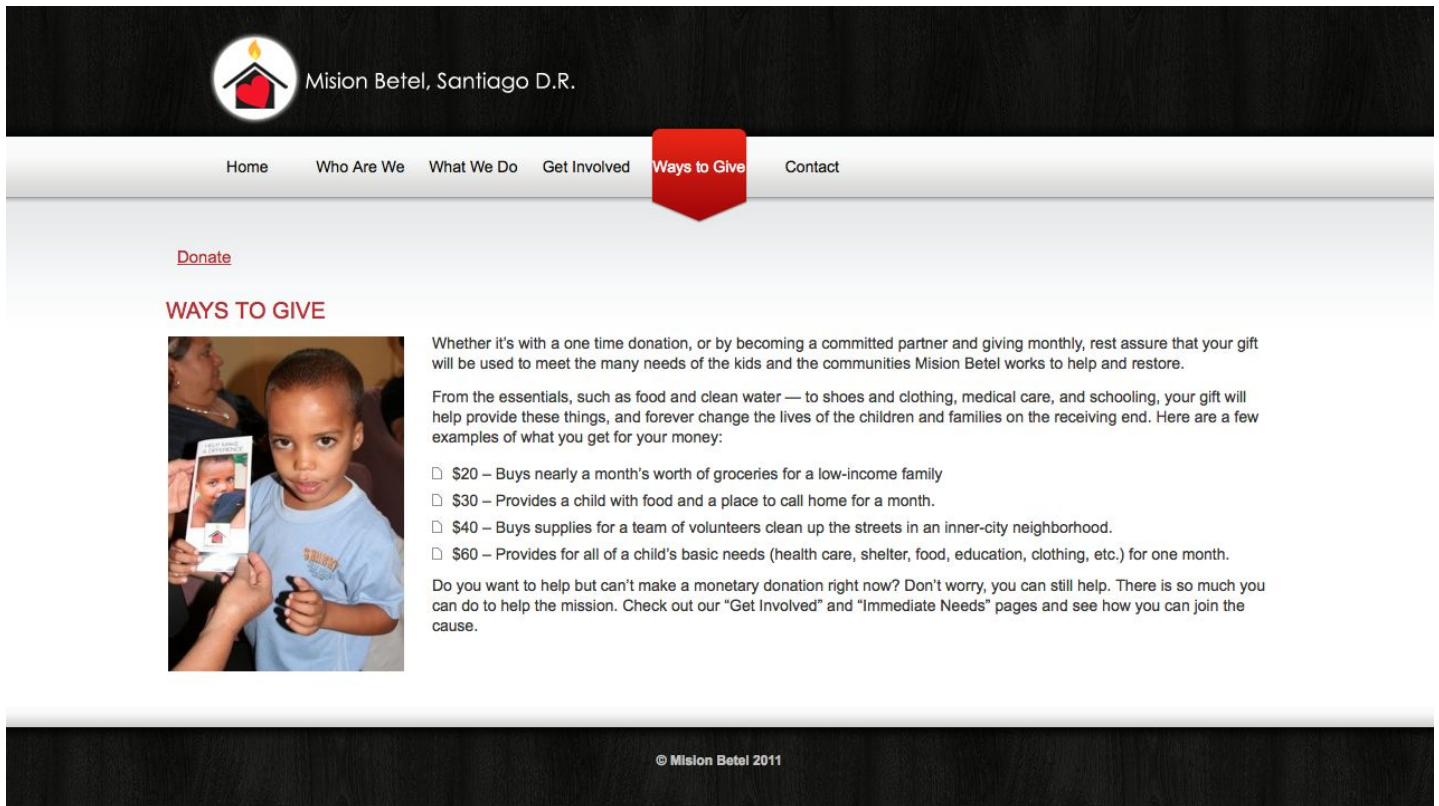 Mision Betel, Santiago D.R.
Home
Who Are We
What We Do
Get Involved
Ways to Give
Contact
Donate
WAYS TO GIVE
Whether it's with a one time donation, or by becoming a committed partner and giving monthly, rest assure that your gift
will be used to meet the many needs of the kids and the communities Mision Betel works to help and restore.
From the essentials, such as food and clean water — to shoes and clothing, medical care, and schooling, your gift will
help provide these things, and forever change the lives of the children and families on the receiving end. Here are a few
examples of what you get for your money:
$20 – Buys nearly a month's worth of groceries for a low-income family
$30 – Provides a child with food and a place to call home for a month.
$40 – Buys supplies for a team of volunteers clean up the streets in an inner-city neighborhood.
$60 – Provides for all of a child's basic needs (health care, shelter, food, education, clothing, etc.) for one month.
Do you want to help but can't make a monetary donation right now? Don't worry, you can still help. There is so much you
can do to help the mission. Check out our “Get Involved” and “Immediate Needs” pages and see how you can join the
cause.
HELP MAKE
A DIFFERENCE
© Mision Betel 2011